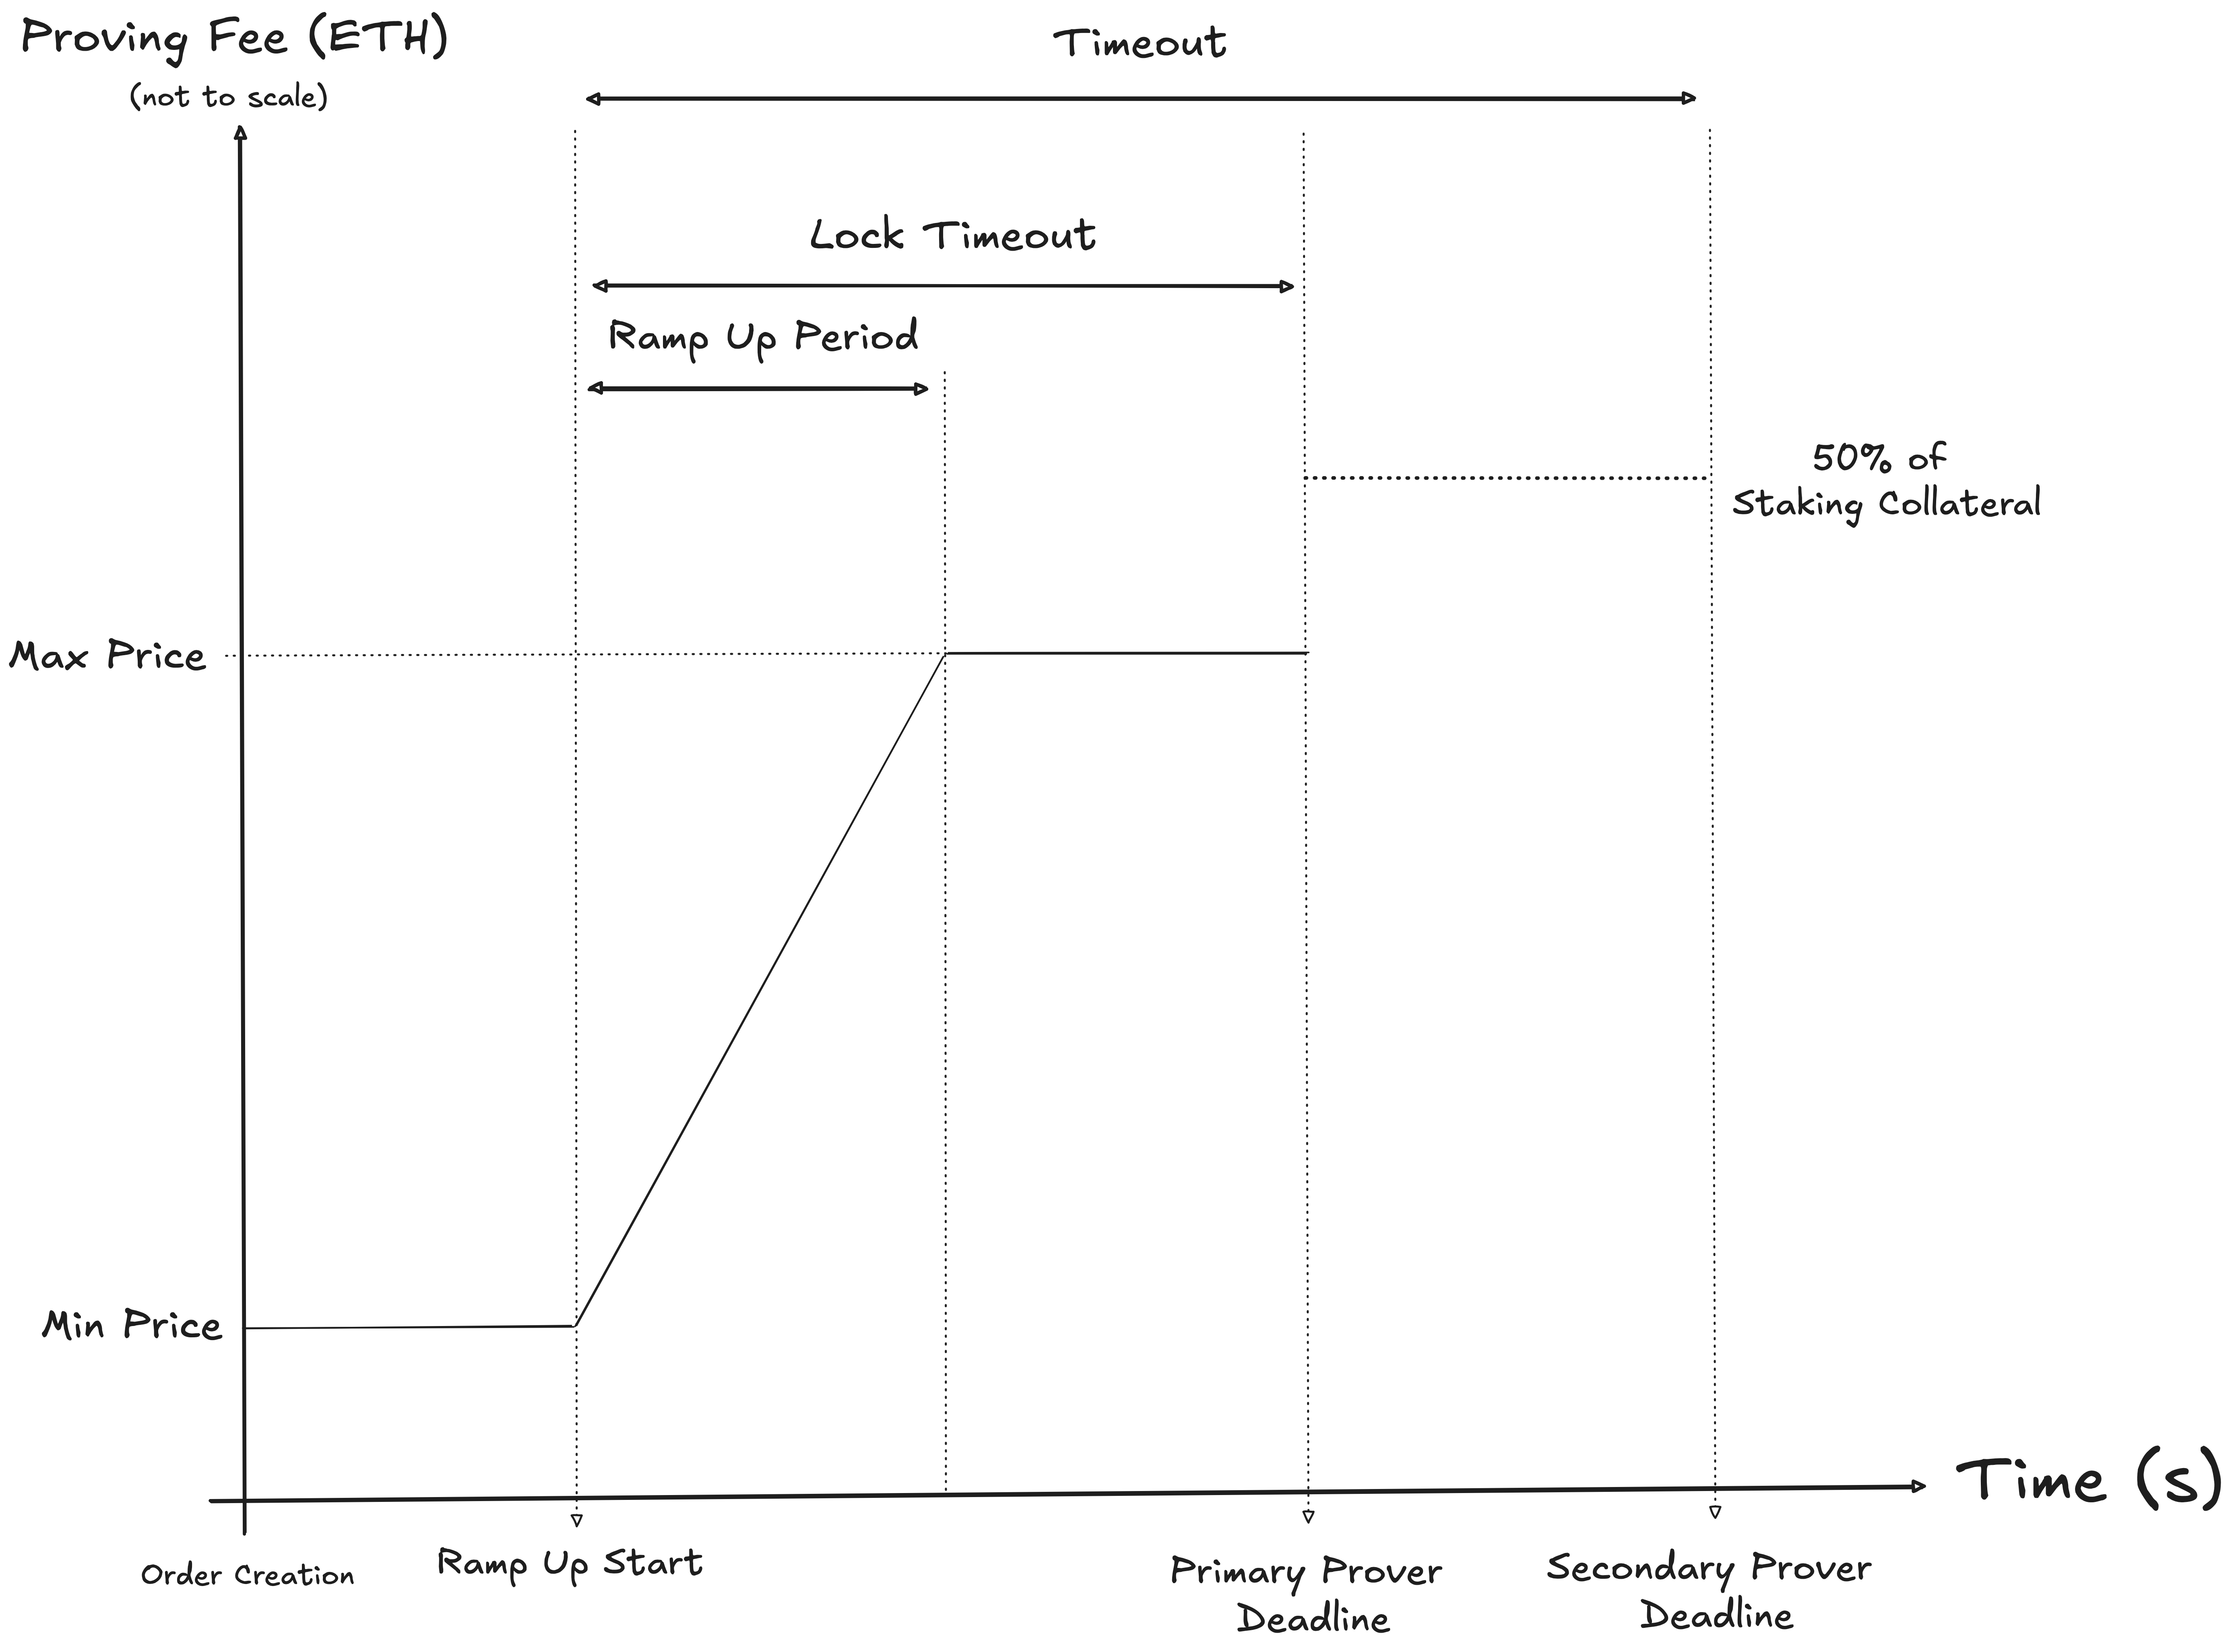 Proving Fee (ETH)
(not to scale)
Timeout
Lock Timeout
Ramp Up Period
50% of
Staking Collateral
Max Price
Min Price
Time (s)
Order Creation
Ramp Up Start
Primary Prover
Deadline
Secondary Prover
Deadline